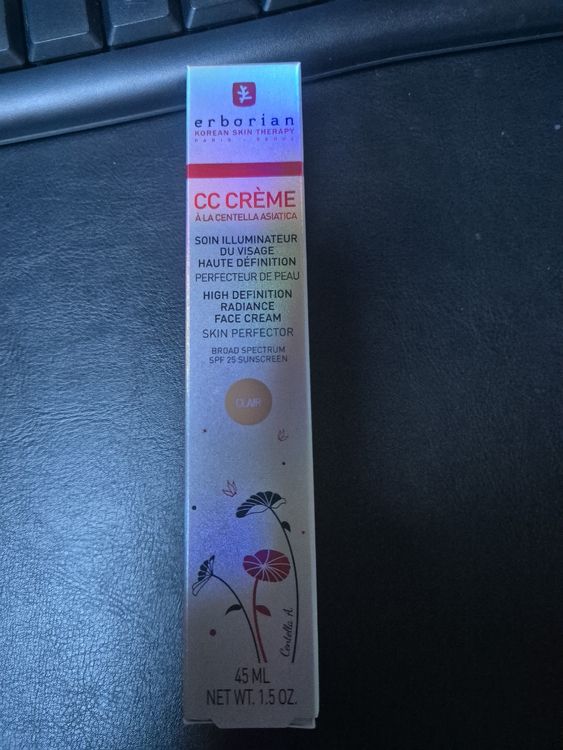 erborian
KOREAN SKIN THERAPY
PARIS - SEOUL
CC CRÈME
À LA CENTELLA ASIATICA
SOIN ILLUMINATEUR
DU VISAGE
HAUTE DÉFINITION
PERFECTEUR DE PEAU
HIGH DEFINITION
RADIANCE
FACE CREAM
SKIN PERFECTOR
BROAD SPECTRUM
SPF 25 SUNSCREEN
CLAIR
Centella A.
45 ML
NET WT. 1.5 OZ.